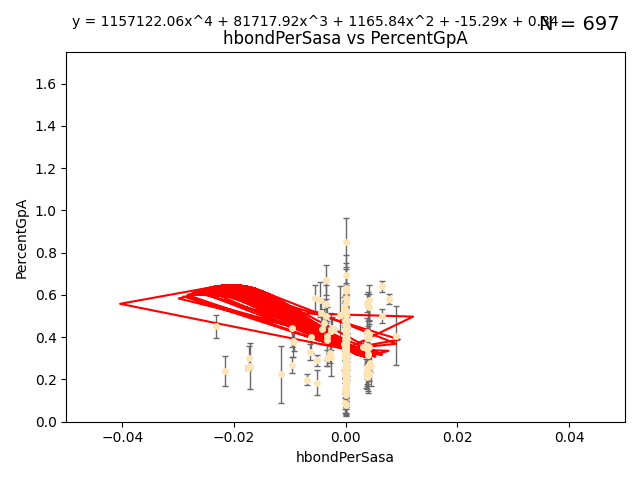 y = 1157122.06x^4 + 81717.92x^3 + 1165.84x^2 + -15.29x + 0.34
N = 697
hbondPerSasa vs PercentGpA
1.6
1.4
1.2
1.0
0.8
0.6
0.4
0.2
0.0
PercentGpA
−0.04 −0.02 0.00 0.02 0.04
hbondPerSasa